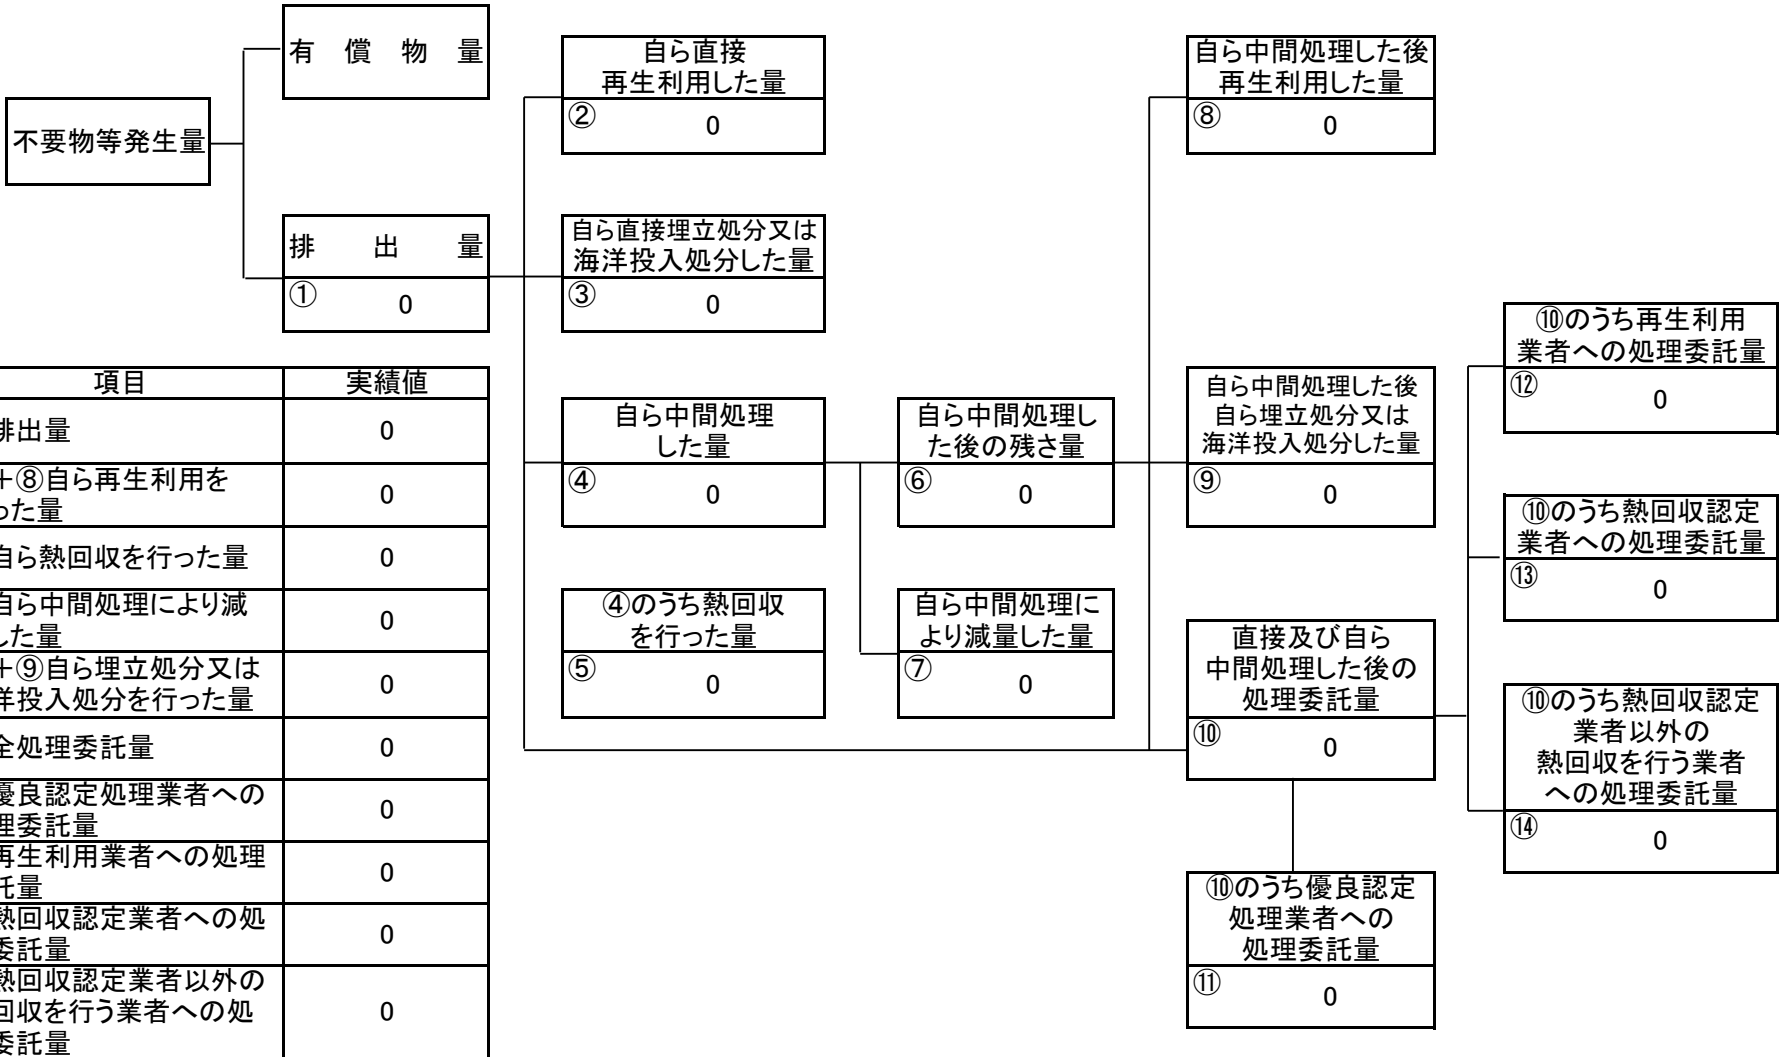 有償物量
不要物等発生量
排出量
① 0
自ら直接
再生利用した量
② 0
自ら直接埋立処分又は
海洋投入処分した量
③ 0
自ら中間処理
した量
④ 0
④のうち熱回収
を行った量
⑤ 0
自ら中間処理し
た後の残さ量
⑥ 0
自ら中間処理に
より減量した量
⑦ 0
自ら中間処理した後
再生利用した量
⑧ 0
自ら中間処理した後
自ら埋立処分又は
海洋投入処分した量
⑨ 0
直接及び自ら
中間処理した後の
処理委託量
⑩ 0
⑩のうち優良認定
処理業者への
処理委託量
⑪ 0
⑩のうち再生利用
業者への処理委託量
⑫ 0
⑩のうち熱回収認定
業者への処理委託量
⑬ 0
⑩のうち熱回収認定
業者以外の
熱回収を行う業者
への処理委託量
⑭ 0
項目 実績値
排出量 0
+⑧自ら再生利用を
った量 0
自ら熱回収を行った量 0
自ら中間処理により減
した量 0
+⑨自ら埋立処分又は
洋投入処分を行った量 0
全処理委託量 0
優良認定処理業者への
理委託量 0
再生利用業者への処理
託量 0
熱回収認定業者への処
委託量 0
熱回収認定業者以外の
回収を行う業者への処
委託量 0